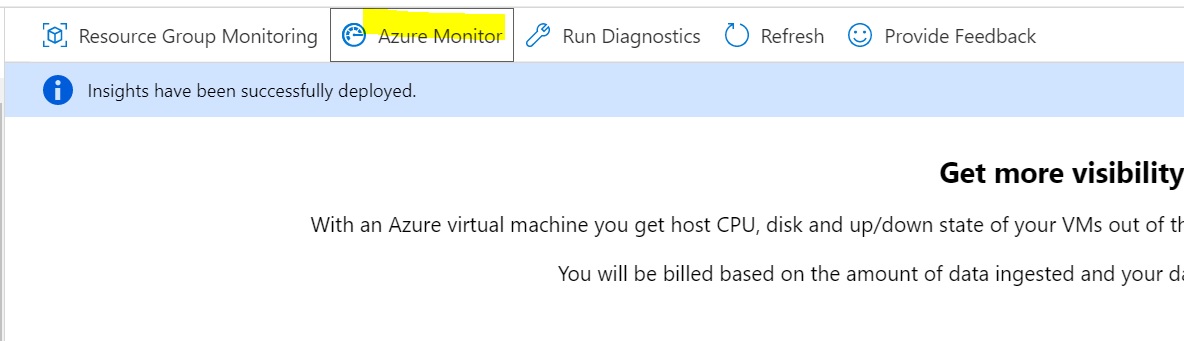 Resource Group Monitoring Azure Monitor Run Diagnostics Refresh Provide Feedback
Insights have been successfully deployed.
Get more visibility
With an Azure virtual machine you get host CPU, disk and up/down state of your VMs out of
You will be billed based on the amount of data ingested and your